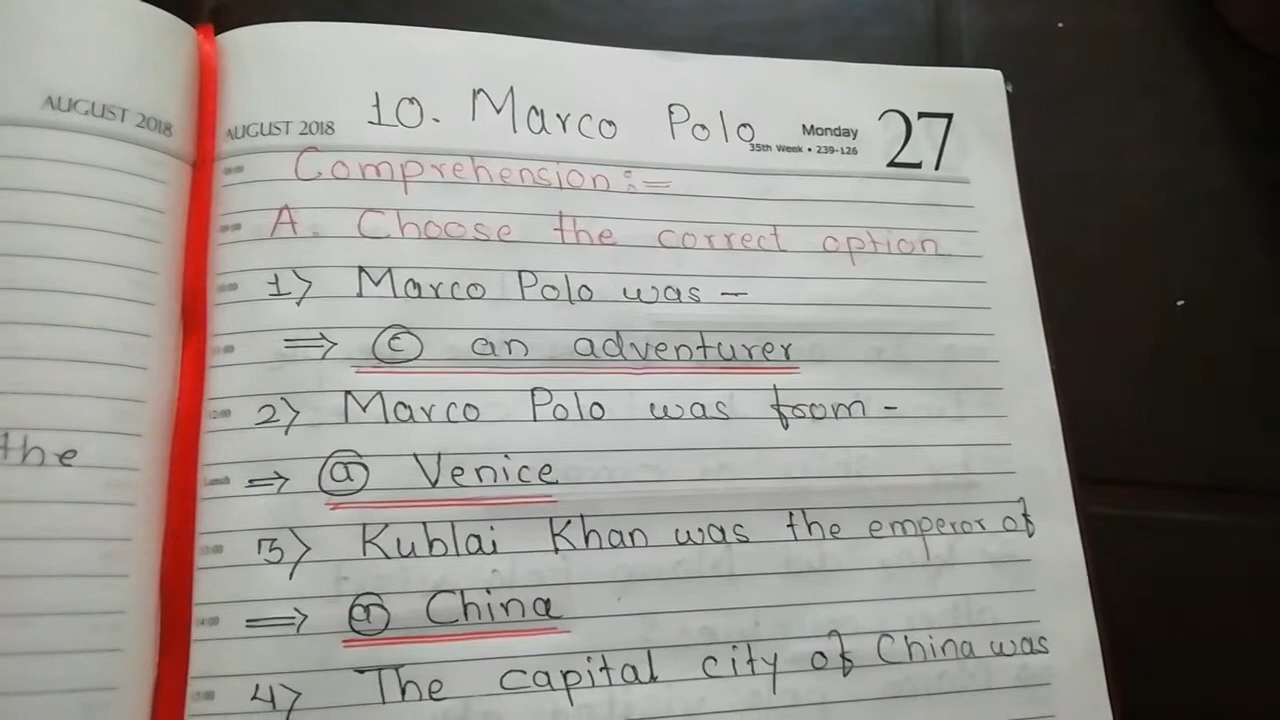 the
AUGUST 2018
AUGUST 2018
10. Marco Polo
Monday 27
35th Week • 239-126
Comprehension:=
A. Choose the correct option
1) Marco Polo was –
⇒ ⓒ an adventurer
2) Marco Polo was from –
⇒ ⓐ Venice
3) Kublai Khan was the emperor of
⇒ ⓐ China
4) The capital city of China was